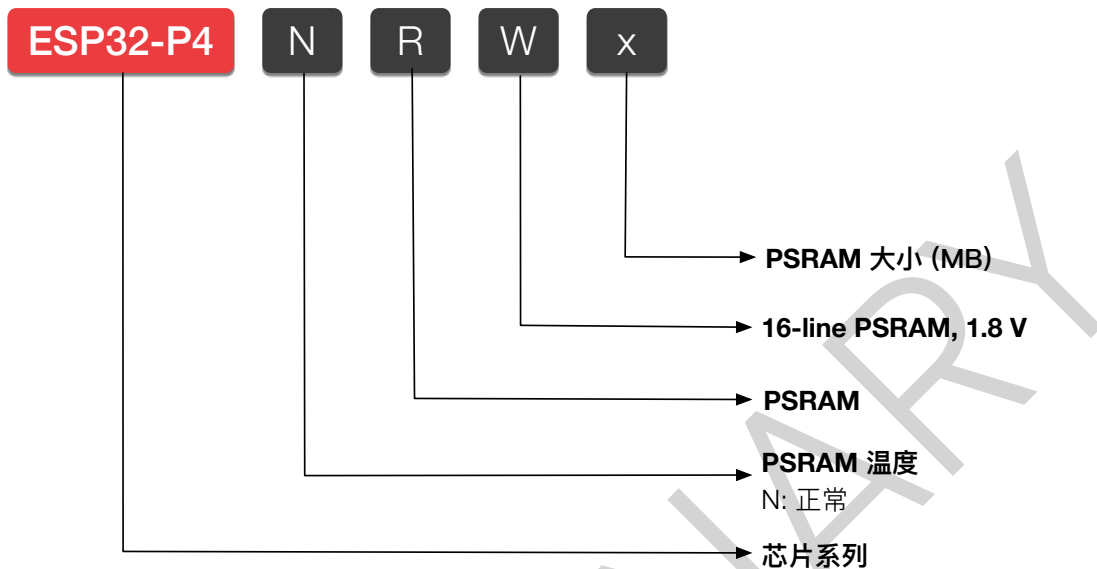 ESP32-P4 N R W x
PSRAM 大小 (MB)
16-line PSRAM, 1.8 V
PSRAM
PSRAM 温度
N: 正常
芯片系列
NARY